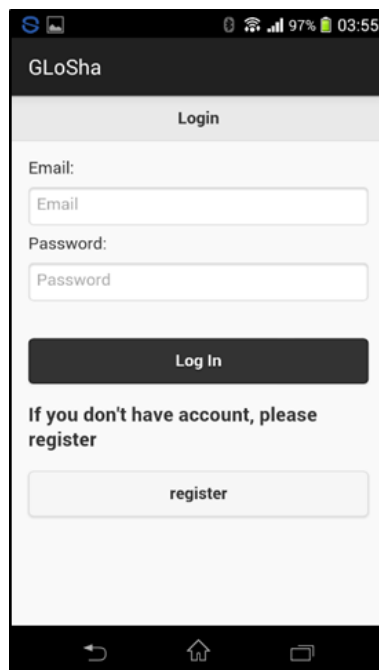 97% 03:55
GLoSha
Login
Email:
Email
Password:
Password
Log In
If you don't have account, please
register
register